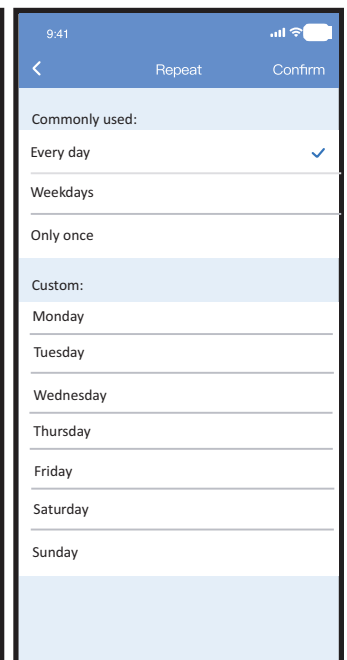 9:41
Repeat Confirm
Commonly used:
Every day
Weekdays
Only once
Custom:
Monday
Tuesday
Wednesday
Thursday
Friday
Saturday
Sunday